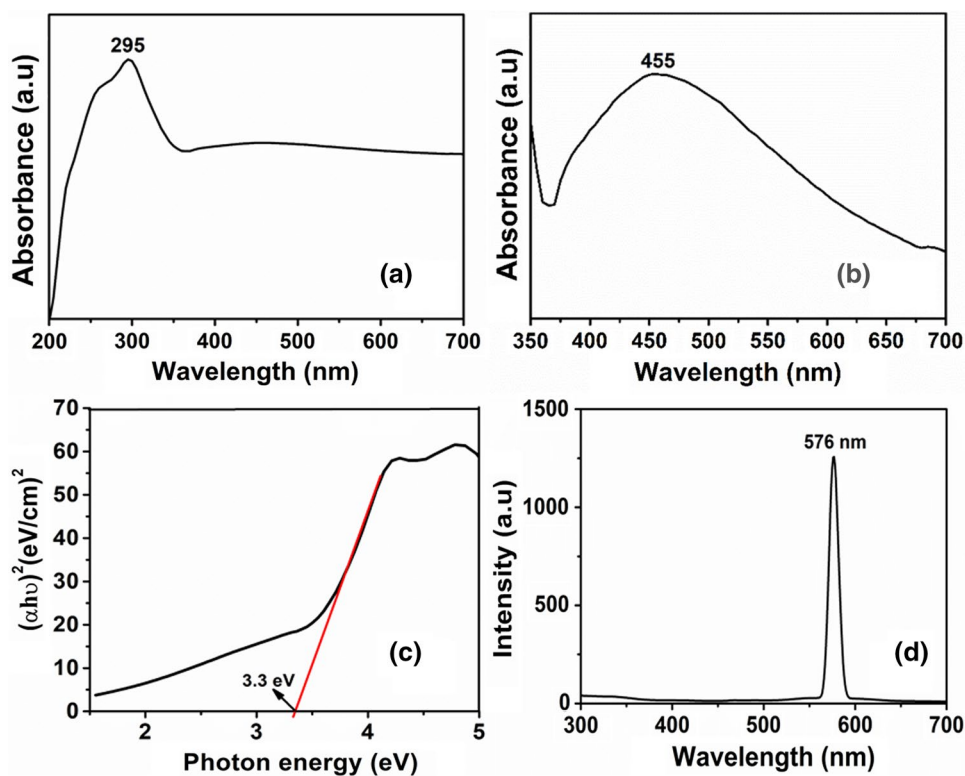 295
Absorbance (a.u)
(a)
200 300 400 500 600 700
Wavelength (nm)
455
Absorbance (a.u)
(b)
350 400 450 500 550 600 650 700
Wavelength (nm)
70
60
50
40
30
20
10
0
(αhυ)²(eV/cm)²
3.3 eV
(c)
2 3 4 5
Photon energy (eV)
1500
1000
500
0
Intensity (a.u)
576 nm
(d)
300 400 500 600 700
Wavelength (nm)